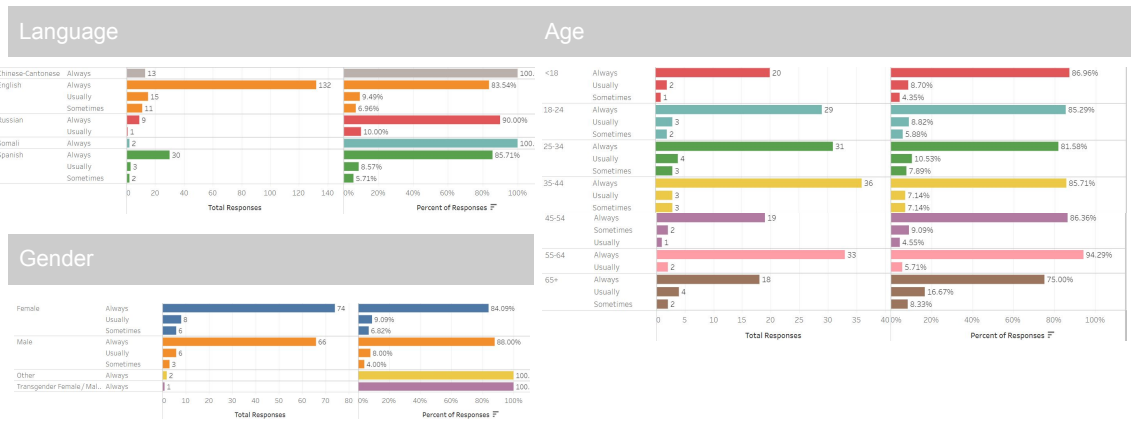 Language
Chinese-Cantonese Always 13 100.
English Always 132 83.54%
Usually 15 9.49%
Sometimes 11 6.96%
Russian Always 9 90.00%
Usually 1 10.00%
Somali Always 2 100.
Spanish Always 30 85.71%
Usually 3 8.57%
Sometimes 2 5.71%
0 20 40 60 80 100 120 140 0% 20% 40% 60% 80% 100%
Total Responses Percent of Responses
Gender
Female Always 74 84.09%
Usually 8 9.09%
Sometimes 6 6.82%
Male Always 66 88.00%
Usually 6 8.00%
Sometimes 3 4.00%
Other Always 2 100.
Transgender Female / Mal.. Always 1 100.
0 10 20 30 40 50 60 70 80 0% 20% 40% 60% 80% 100%
Total Responses Percent of Responses
Age
<18 Always 20 86.96%
Usually 2 8.70%
Sometimes 1 4.35%
18-24 Always 29 85.29%
Usually 3 8.82%
Sometimes 2 5.88%
25-34 Always 31 81.58%
Usually 4 10.53%
Sometimes 3 7.89%
35-44 Always 36 85.71%
Usually 3 7.14%
Sometimes 3 7.14%
45-54 Always 19 86.36%
Sometimes 2 9.09%
Usually 1 4.55%
55-64 Always 33 94.29%
Usually 2 5.71%
65+ Always 18 75.00%
Usually 4 16.67%
Sometimes 2 8.33%
0 5 10 15 20 25 30 35 40 0% 20% 40% 60% 80% 100%
Total Responses Percent of Responses